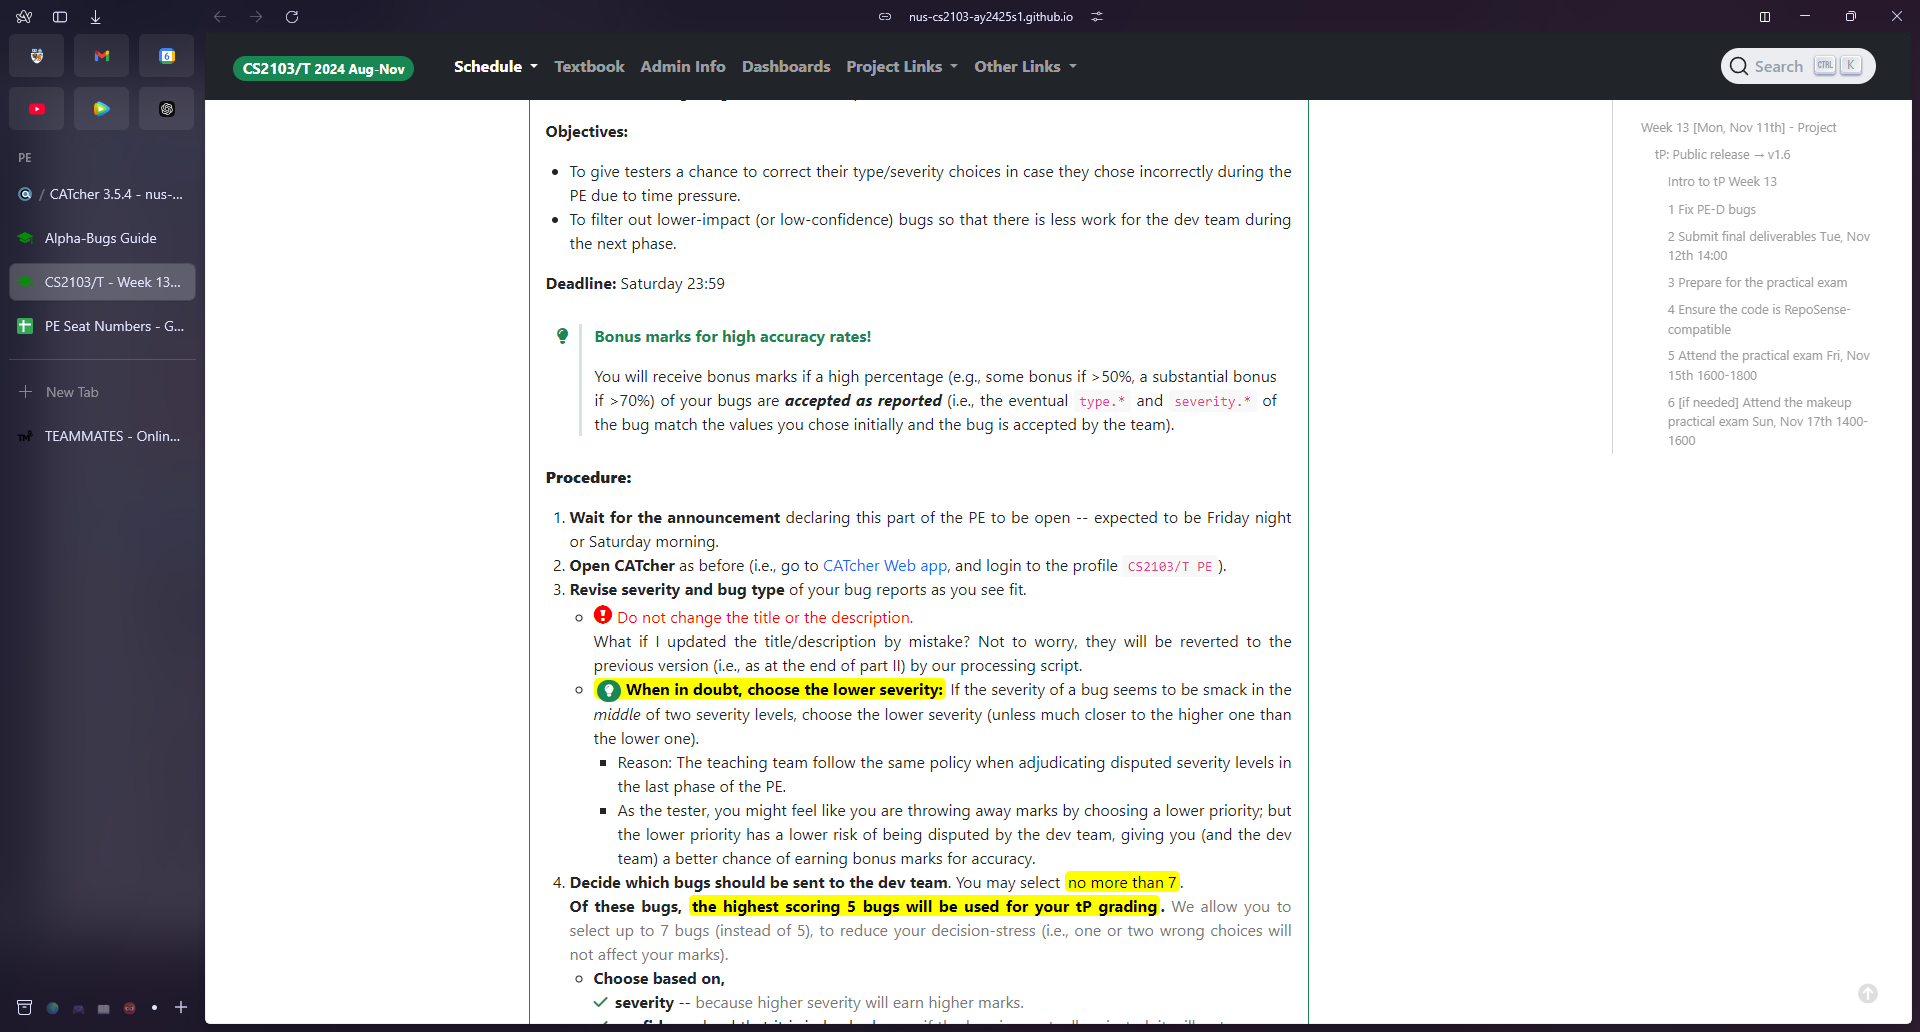 nus-cs2103-ay2425s1.github.io
6
PE
/ CATcher 3.5.4 - nus-...
Alpha-Bugs Guide
CS2103/T - Week 13...
PE Seat Numbers - G...
New Tab
TEAMMATES - Onlin...
CS2103/T 2024 Aug-Nov
Schedule
Textbook
Admin Info
Dashboards
Project Links
Other Links
Search CTRL K
Objectives:
To give testers a chance to correct their type/severity choices in case they chose incorrectly during the
PE due to time pressure.
To filter out lower-impact (or low-confidence) bugs so that there is less work for the dev team during
the next phase.
Deadline: Saturday 23:59
Bonus marks for high accuracy rates!
You will receive bonus marks if a high percentage (e.g., some bonus if >50%, a substantial bonus
if >70%) of your bugs are accepted as reported (i.e., the eventual type.* and severity.* of
the bug match the values you chose initially and the bug is accepted by the team).
Procedure:
1. Wait for the announcement declaring this part of the PE to be open -- expected to be Friday night
or Saturday morning.
2. Open CATcher as before (i.e., go to CATcher Web app, and login to the profile CS2103/T PE ).
3. Revise severity and bug type of your bug reports as you see fit.
Do not change the title or the description.
What if I updated the title/description by mistake? Not to worry, they will be reverted to the
previous version (i.e., as at the end of part II) by our processing script.
When in doubt, choose the lower severity: If the severity of a bug seems to be smack in the
middle of two severity levels, choose the lower severity (unless much closer to the higher one than
the lower one).
Reason: The teaching team follow the same policy when adjudicating disputed severity levels in
the last phase of the PE.
As the tester, you might feel like you are throwing away marks by choosing a lower priority; but
the lower priority has a lower risk of being disputed by the dev team, giving you (and the dev
team) a better chance of earning bonus marks for accuracy.
4. Decide which bugs should be sent to the dev team. You may select no more than 7.
Of these bugs, the highest scoring 5 bugs will be used for your tP grading. We allow you to
select up to 7 bugs (instead of 5), to reduce your decision-stress (i.e., one or two wrong choices will
not affect your marks).
Choose based on,
severity -- because higher severity will earn higher marks.
Week 13 [Mon, Nov 11th] - Project
tP: Public release → v1.6
Intro to tP Week 13
1 Fix PE-D bugs
2 Submit final deliverables Tue, Nov
12th 14:00
3 Prepare for the practical exam
4 Ensure the code is RepoSense-
compatible
5 Attend the practical exam Fri, Nov
15th 1600-1800
6 [if needed] Attend the makeup
practical exam Sun, Nov 17th 1400-
1600